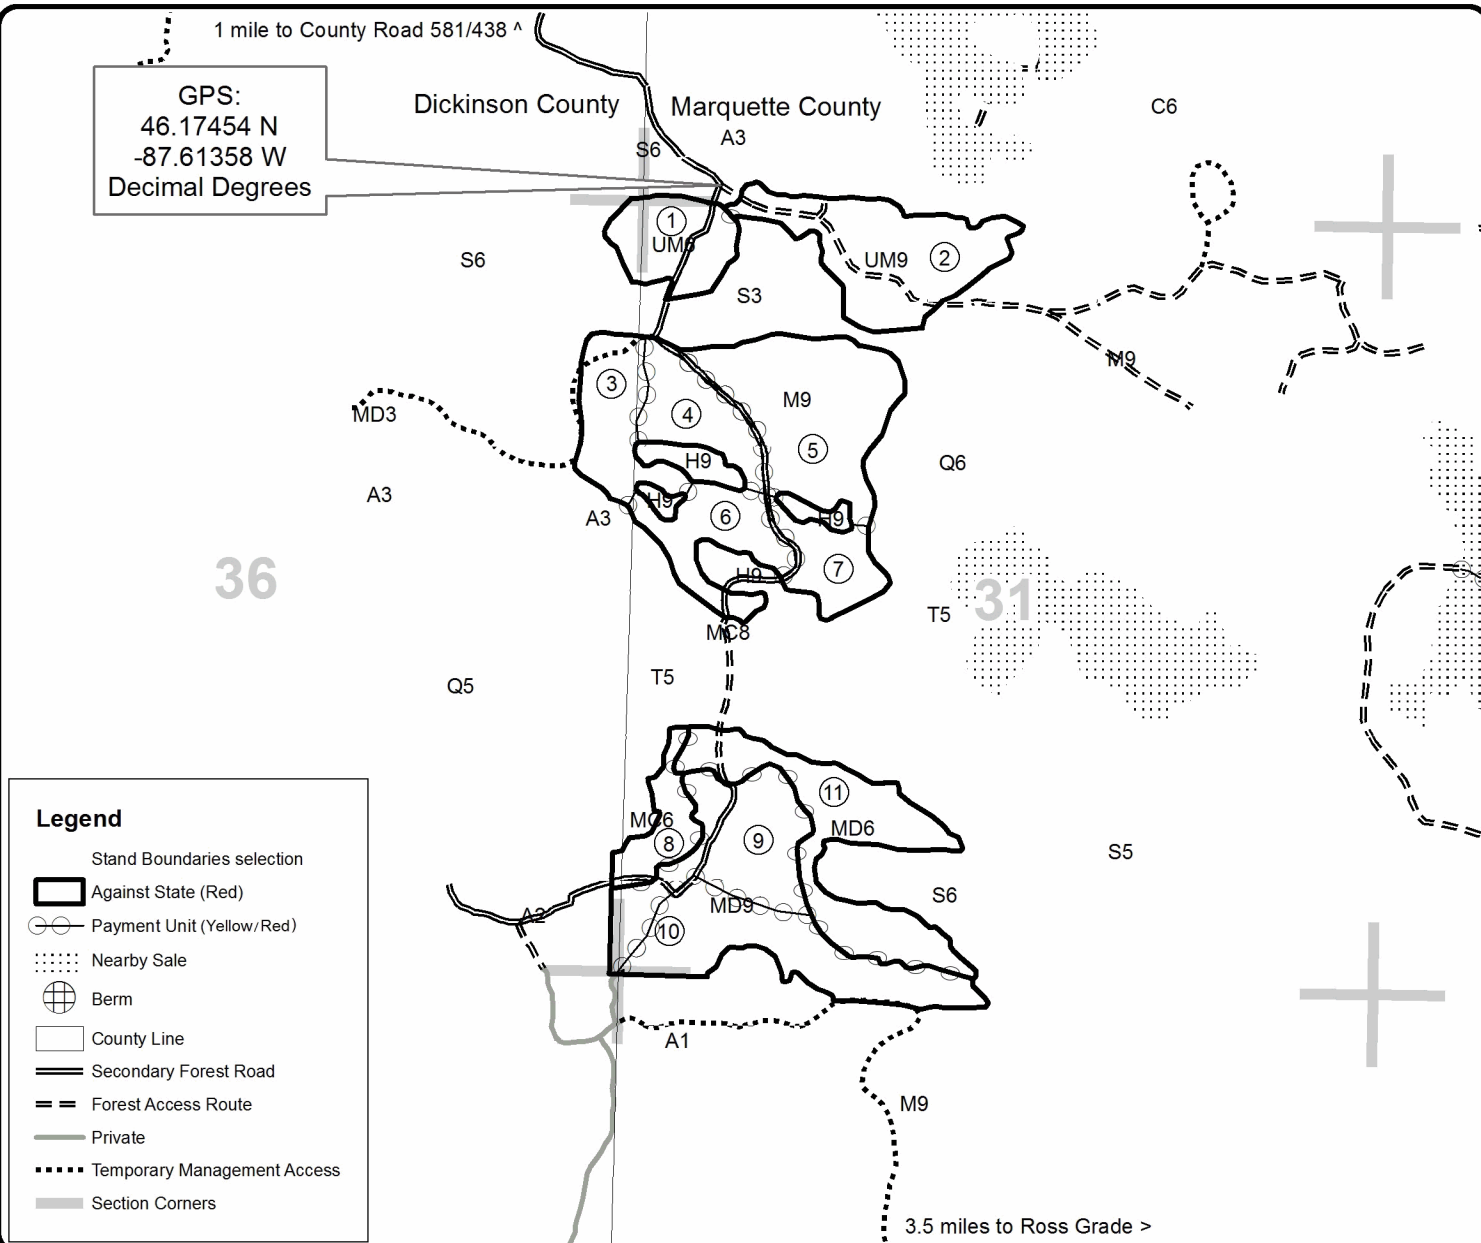 1 mile to County Road 581/438 ^
GPS:
46.17454 N
-87.61358 W
Decimal Degrees
Dickinson County
Marquette County
C6
A3
S6
1
UM6
S6
UM9
2
S3
M9
3
MD3
4
M9
5
H9
Q6
A3
H9
A3
6
H9
7
H9
36
31
T5
MC8
T5
Q5
11
MC6
MD6
8
9
S5
S6
A2
MD9
10
A1
M9
3.5 miles to Ross Grade >
Legend
Stand Boundaries selection
Against State (Red)
Payment Unit (Yellow/Red)
Nearby Sale
Berm
County Line
Secondary Forest Road
Forest Access Route
Private
Temporary Management Access
Section Corners